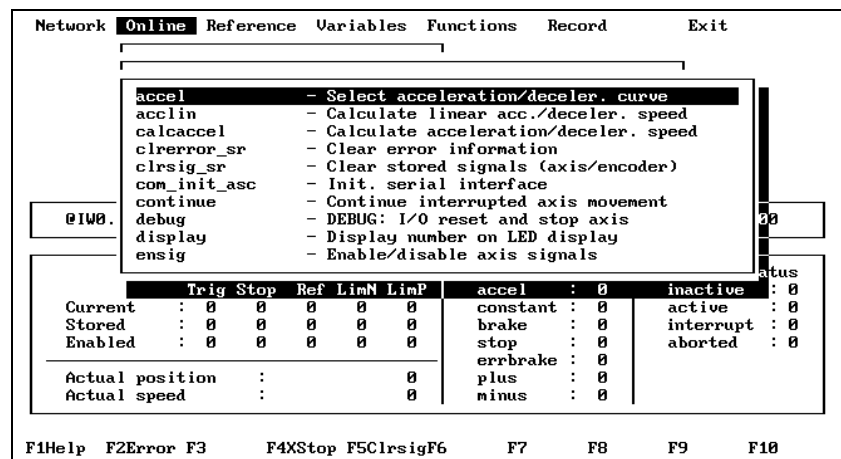 Network Online Reference Variables Functions Record Exit
accel - Select acceleration/deceler. curve
acclin - Calculate linear acc./deceler. speed
calcaccel - Calculate acceleration/deceler. speed
clrerror_sr - Clear error information
clrsig_sr - Clear stored signals (axis/encoder)
com_init_asc - Init. serial interface
continue - Continue interrupted axis movement
@IW0. debug - DEBUG: I/O reset and stop axis 00
display - Display number on LED display
ensig - Enable/disable axis signals
atus
Trig Stop Ref LimN LimP accel : 0 inactive : 0
Current : 0 0 0 0 0 constant : 0 active : 0
Stored : 0 0 0 0 0 brake : 0 interrupt : 0
Enabled : 0 0 0 0 0 stop : 0 aborted : 0
errbrake : 0
Actual position : 0 plus : 0
Actual speed : 0 minus : 0
F1Help F2Error F3 F4XStop F5ClrsigF6 F7 F8 F9 F10